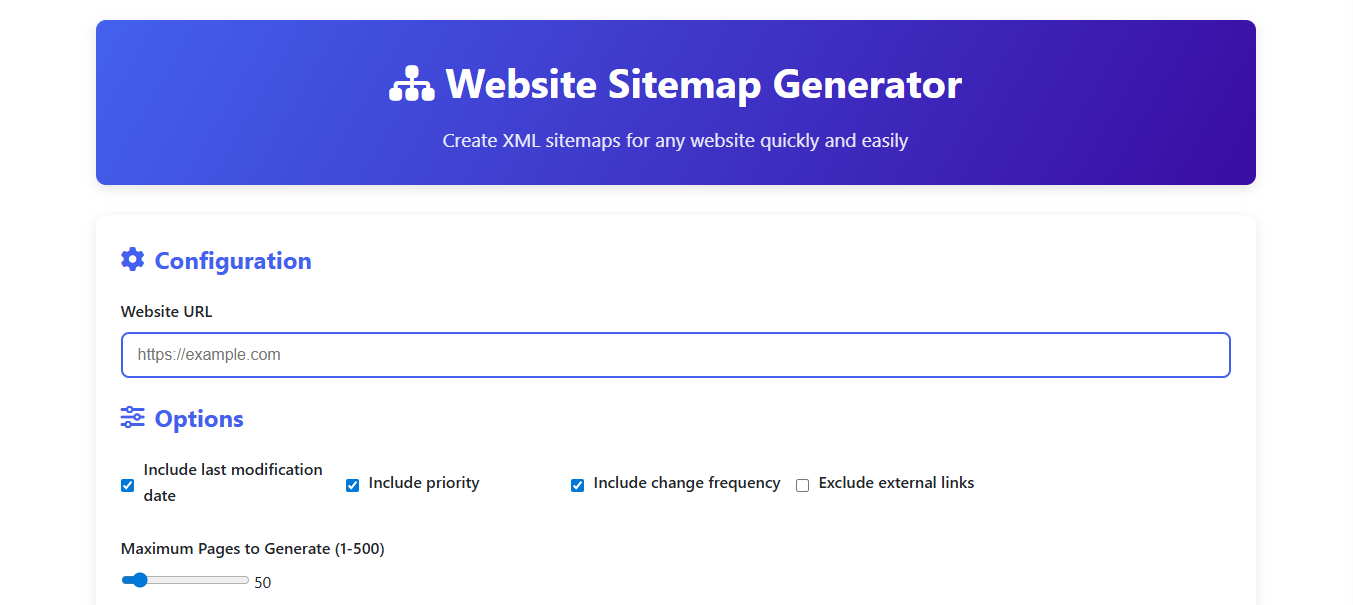 Website Sitemap Generator
Create XML sitemaps for any website quickly and easily
Configuration
Website URL
https://example.com
Options
Include last modification
date
Include priority
Include change frequency
Exclude external links
Maximum Pages to Generate (1-500)
50